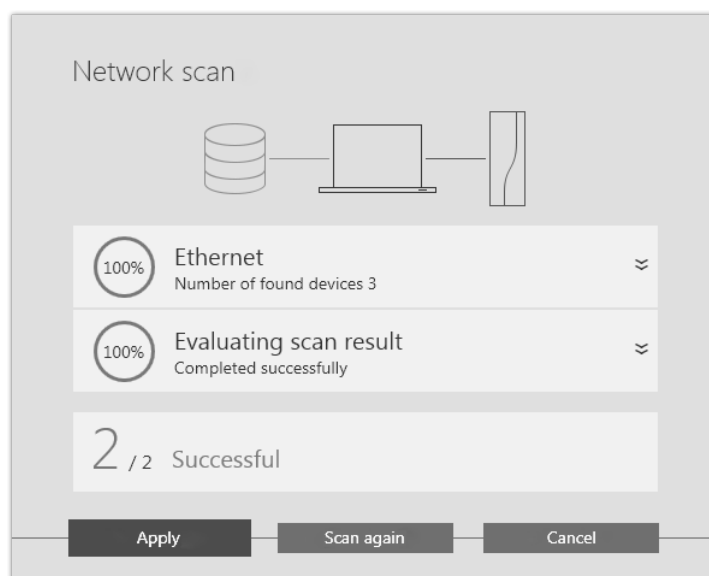 Network scan
100%
Ethernet
Number of found devices 3
100%
Evaluating scan result
Completed successfully
2 / 2 Successful
Apply Scan again Cancel